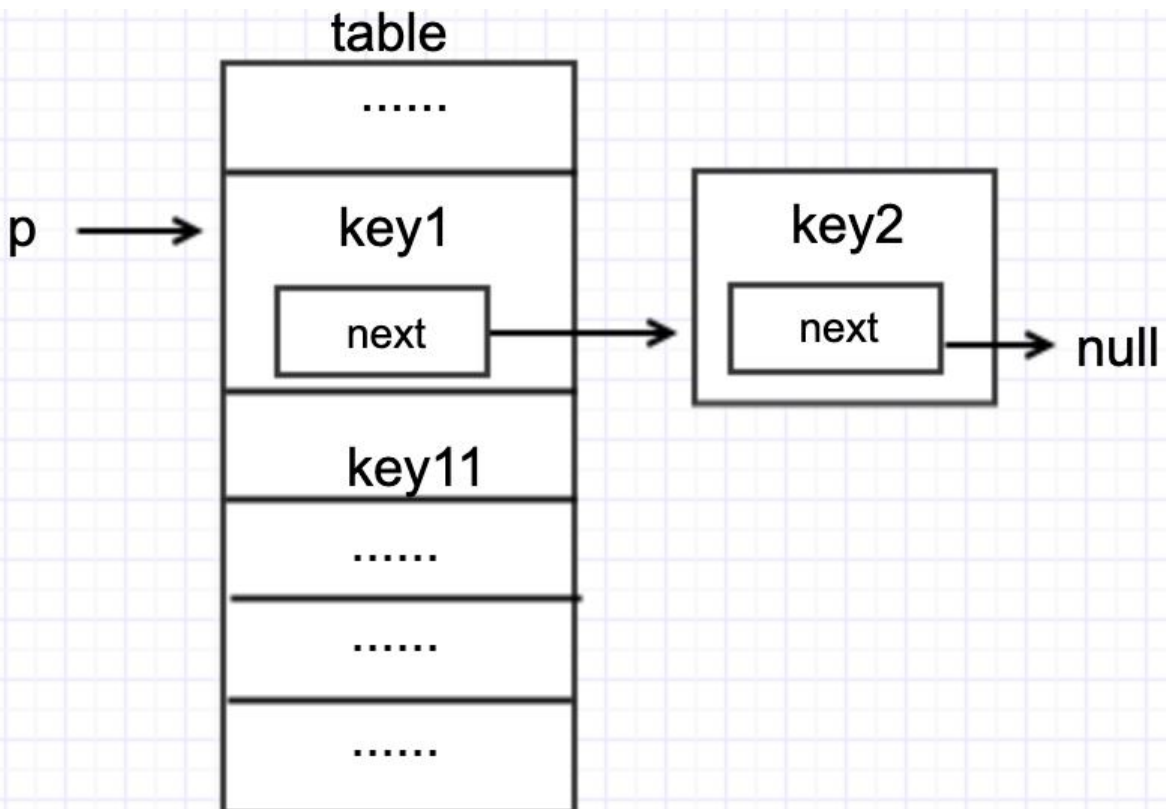 table
......
p
key1
next
key2
next
null
key11
......
......
......